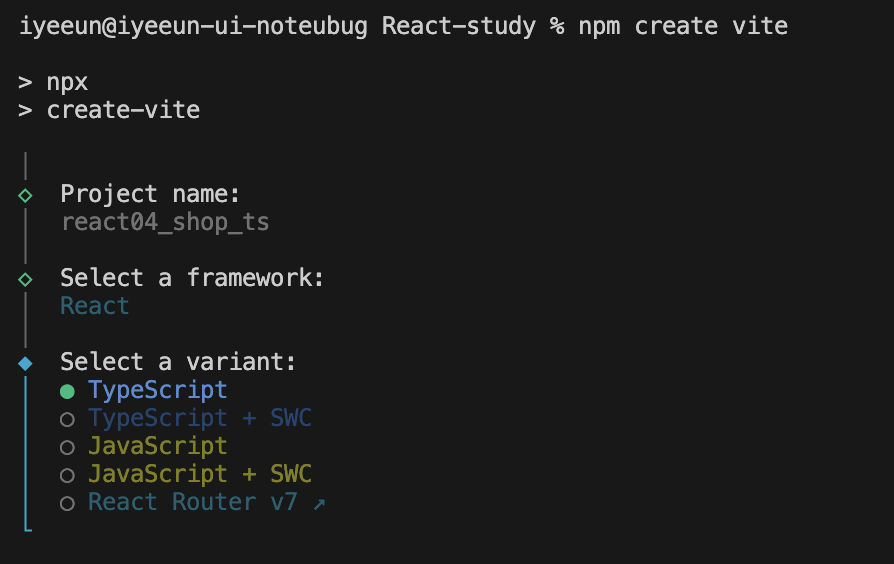 iyeeun@iyeeun-ui-noteubug React-study % npm create vite
> npx
> create-vite
Project name:
react04_shop_ts
Select a framework:
React
Select a variant:
TypeScript
TypeScript + SWC
JavaScript
JavaScript + SWC
React Router v7 ↗